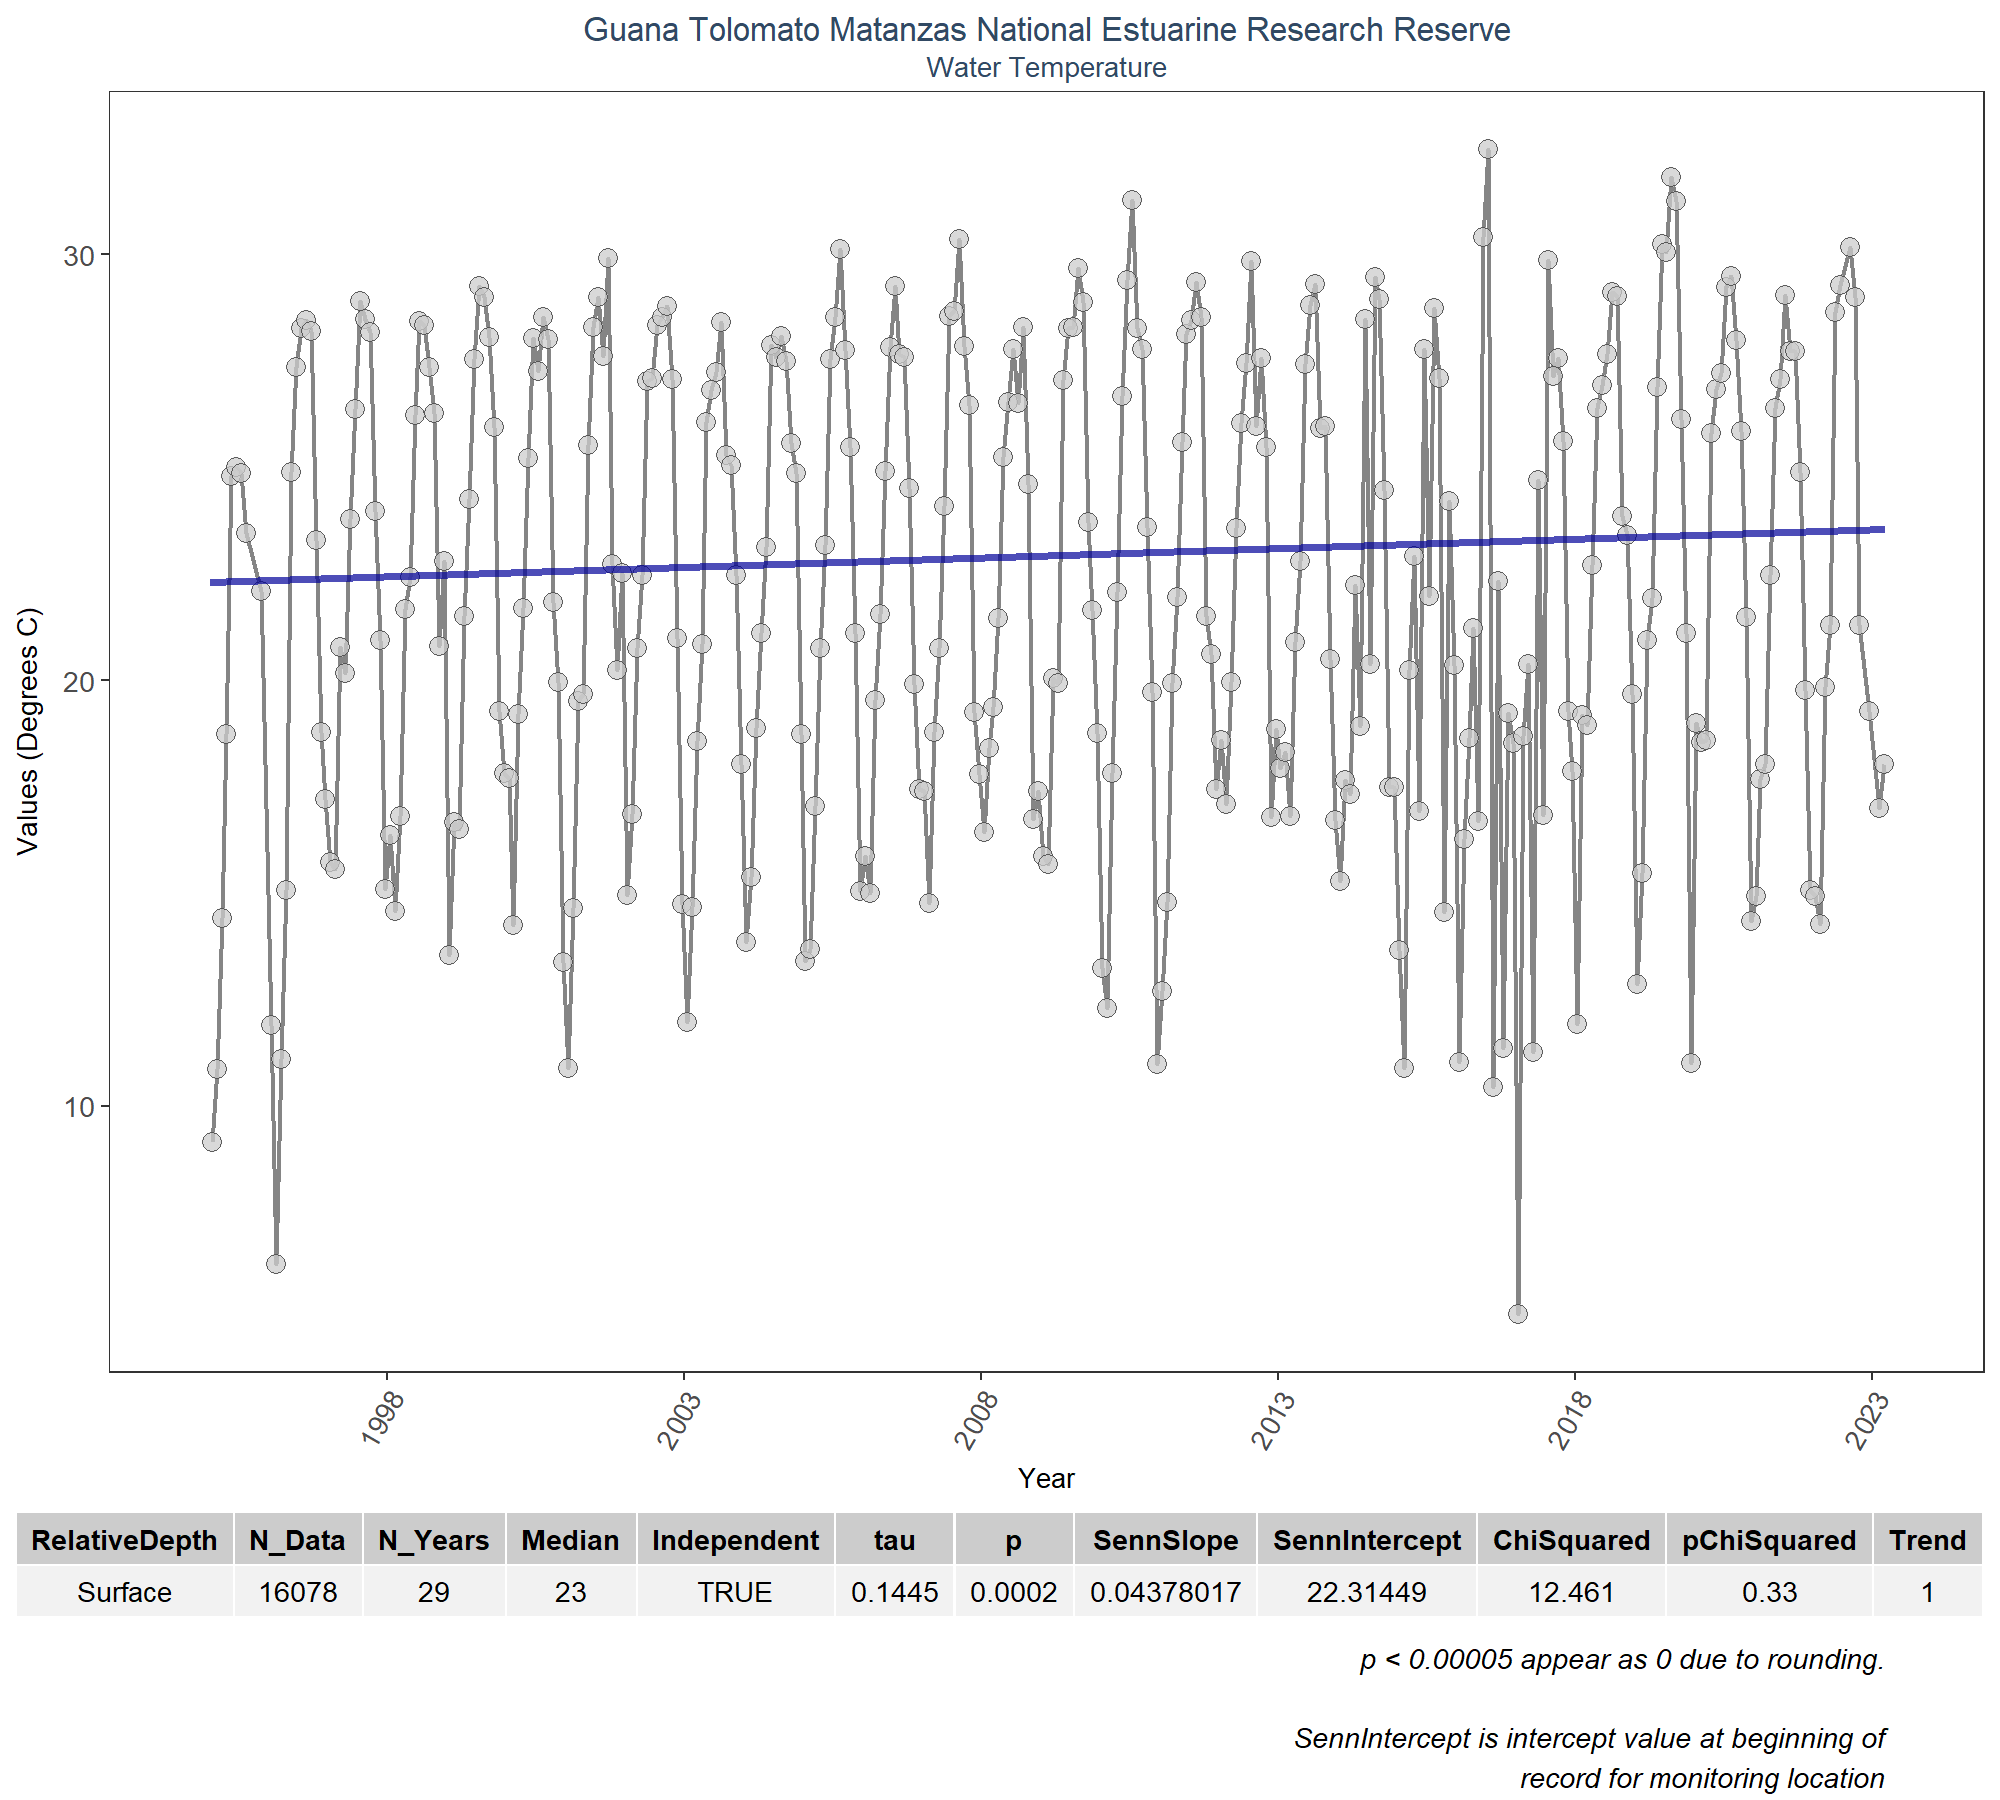 Guana Tolomato Matanzas National Estuarine Research Reserve
Water Temperature
Values (Degrees C)
30
20
10
1998 2003 2008 2013 2018 2023
Year
RelativeDepth N_Data N_Years Median Independent tau p SennSlope SennIntercept ChiSquared pChiSquared Trend
Surface 16078 29 23 TRUE 0.1445 0.0002 0.04378017 22.31449 12.461 0.33 1
p < 0.00005 appear as 0 due to rounding.
SennIntercept is intercept value at beginning of
record for monitoring location